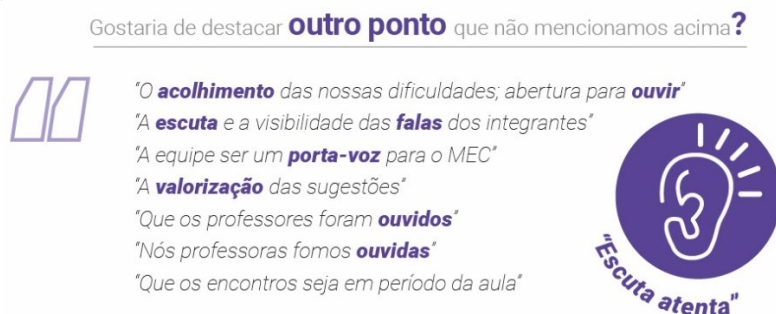 Gostaria de destacar outro ponto que não mencionamos acima?
"O acolhimento das nossas dificuldades; abertura para ouvir"
"A escuta e a visibilidade das falas dos integrantes"
"A equipe ser um porta-voz para o MEC"
"A valorização das sugestões"
"Que os professores foram ouvidos"
"Nós professoras fomos ouvidas"
"Que os encontros seja em período da aula"
"Escuta atenta"